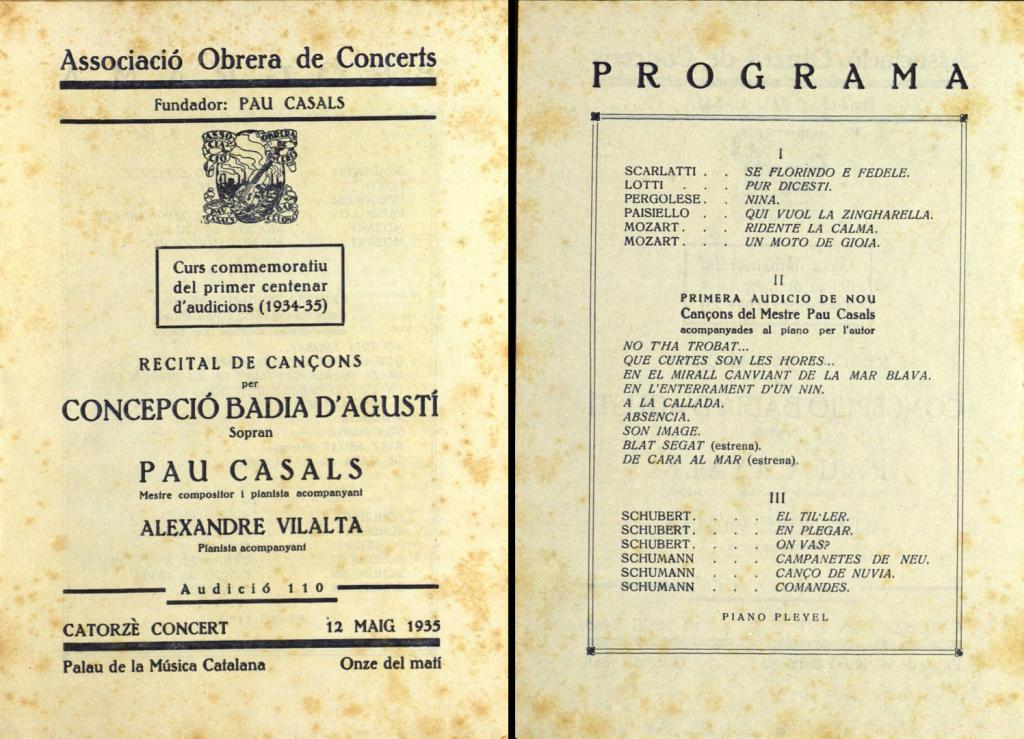 Associació Obrera de Concerts
Fundador: PAU CASALS
Curs commemoratiu
del primer centenar
d'audicions (1934-35)
RECITAL DE CANÇONS
per
CONCEPCIÓ BADIA D'AGUSTÍ
Sopran
PAU CASALS
Mestre compositor i pianista acompanyant
ALEXANDRE VILALTA
Pianista acompanyant
Audició 110
CATORZÈ CONCERT 12 MAIG 1935
Palau de la Música Catalana Onze del matí
PROGRAMA
I
SCARLATTI . . SE FLORINDO E FEDELE.
LOTTI . . . PUR DICESTI.
PERGOLESE . . NINA.
PAISIELLO . . QUI VUOL LA ZINGHARELLA.
MOZART . . . RIDENTE LA CALMA.
MOZART . . . UN MOTO DE GIOIA.
II
PRIMERA AUDICIO DE NOU
Cançons del Mestre Pau Casals
acompanyades al piano per l'autor
NO T'HA TROBAT...
QUE CURTES SON LES HORES...
EN EL MIRALL CANVIANT DE LA MAR BLAVA.
EN L'ENTERRAMENT D'UN NIN.
A LA CALLADA.
ABSENCIA.
SON IMAGE.
BLAT SEGAT (estrena).
DE CARA AL MAR (estrena).
III
SCHUBERT. . . . EL TIL·LER.
SCHUBERT. . . . EN PLEGAR.
SCHUBERT. . . . ON VAS?
SCHUMANN . . . CAMPANETES DE NEU.
SCHUMANN . . . CANÇO DE NUVIA.
SCHUMANN . . . COMANDES.
PIANO PLEYEL